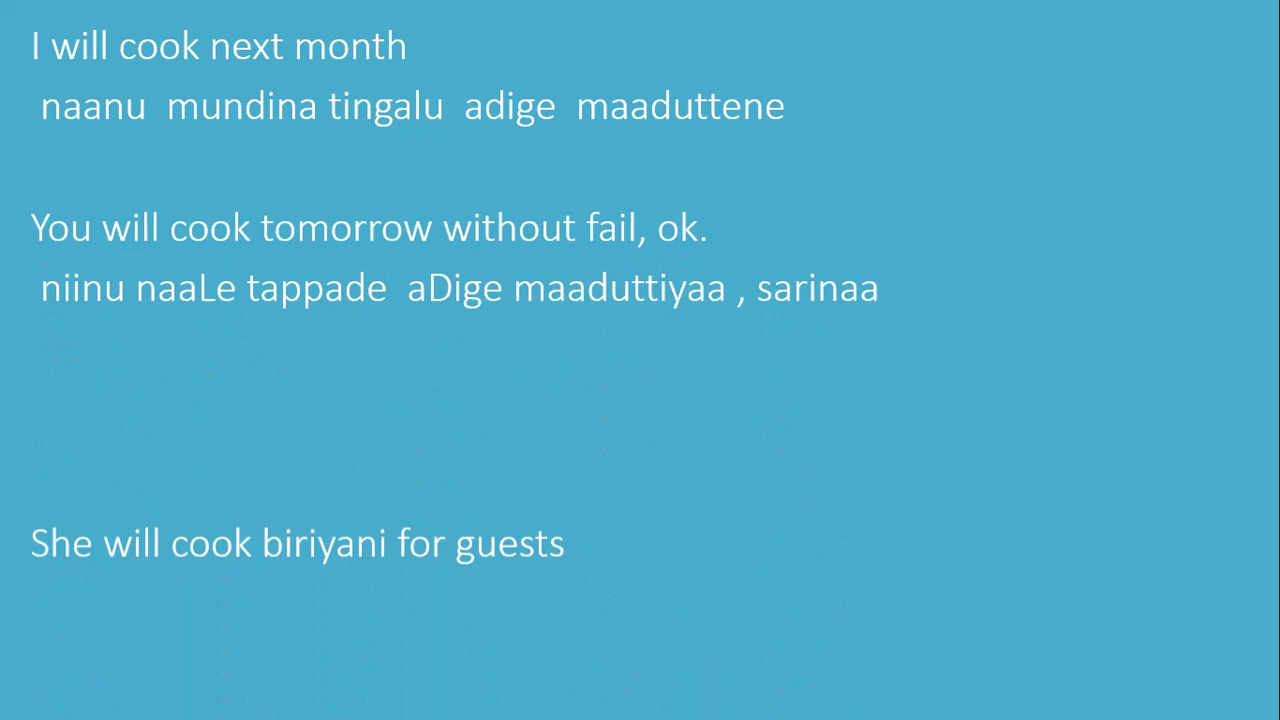 I will cook next month
naanu mundina tingalu adige maaduttene
You will cook tomorrow without fail, ok.
niinu naaLe tappade aDige maaduttiyaa , sarinaa
She will cook biriyani for guests